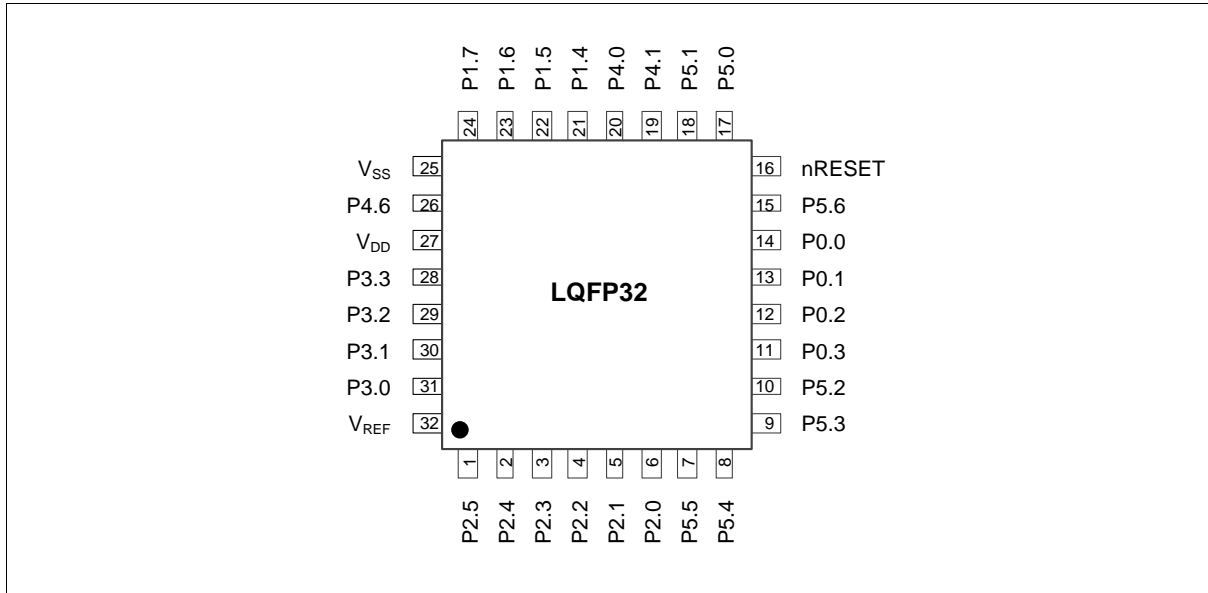 P1.7 P1.6 P1.5 P1.4 P4.0 P4.1 P5.1 P5.0
24 23 22 21 20 19 18 17
V_SS 25 16 nRESET
P4.6 26 15 P5.6
V_DD 27 14 P0.0
P3.3 28 13 P0.1
LQFP32
P3.2 29 12 P0.2
P3.1 30 11 P0.3
P3.0 31 10 P5.2
V_REF 32 9 P5.3
1 2 3 4 5 6 7 8
P2.5 P2.4 P2.3 P2.2 P2.1 P2.0 P5.5 P5.4